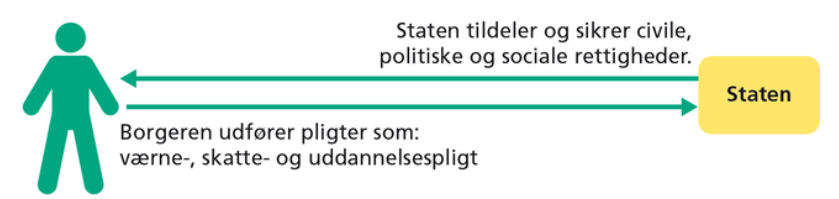 Staten tildeler og sikrer civile,
politiske og sociale rettigheder.
Staten
Borgeren udfører pligter som:
værne-, skatte- og uddannelsespligt